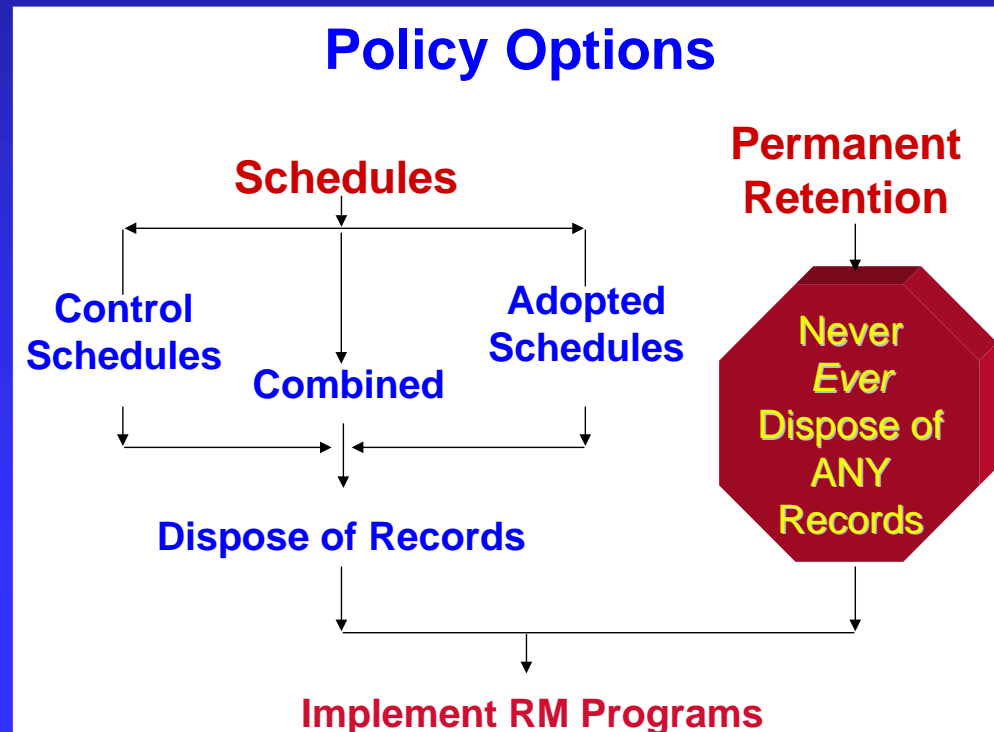 Policy Options
Schedules
Control
Schedules
Combined
Adopted
Schedules
Dispose of Records
Permanent
Retention
Never
Ever
Dispose of
ANY
Records
Implement RM Programs